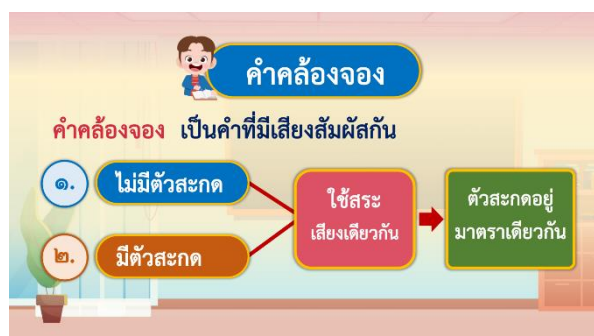 คำคล้องจอง
คำคล้องจอง เป็นคำที่มีเสียงสัมผัสกัน
๑. ไม่มีตัวสะกด
๒. มีตัวสะกด
ใช้สระ
เสียงเดียวกัน
ตัวสะกดอยู่
มาตราเดียวกัน